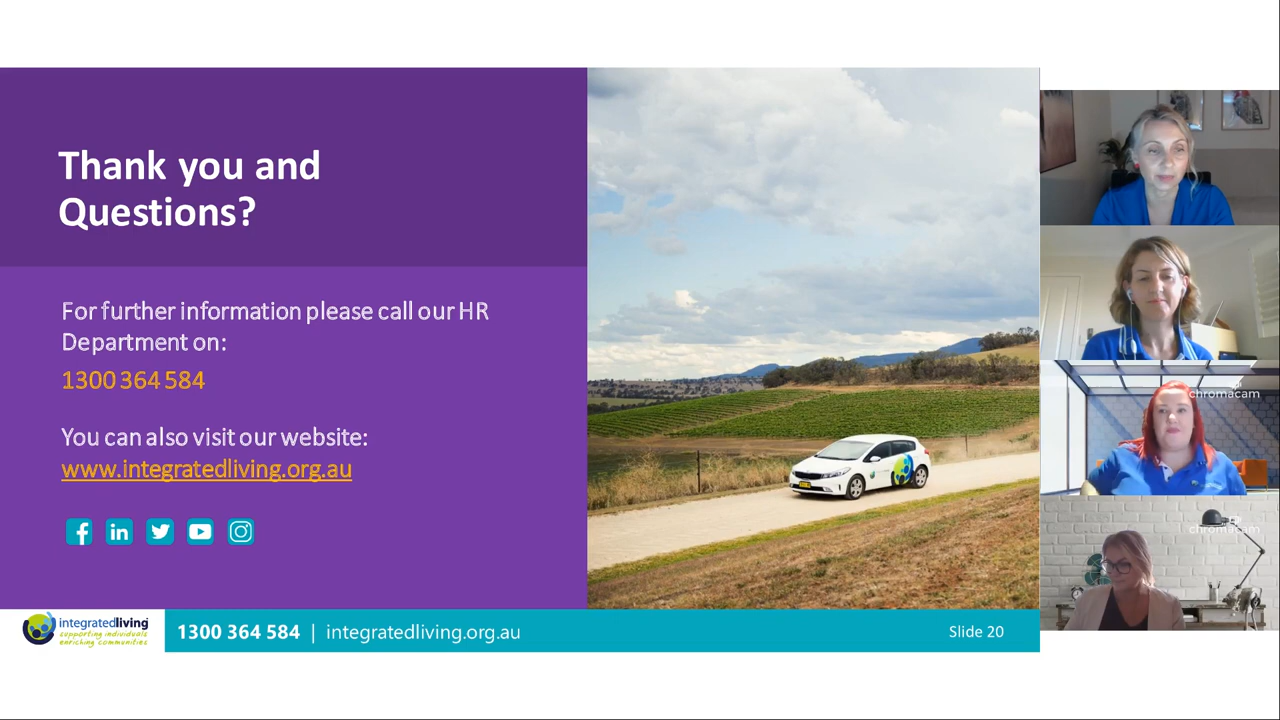 Thank you and
Questions?
For further information please call our HR
Department on:
1300 364 584
You can also visit our website:
www.integratedliving.org.au
integratedliving
supporting individuals
enriching communities
1300 364 584 | integratedliving.org.au
Slide 20
chromacam
chromacam